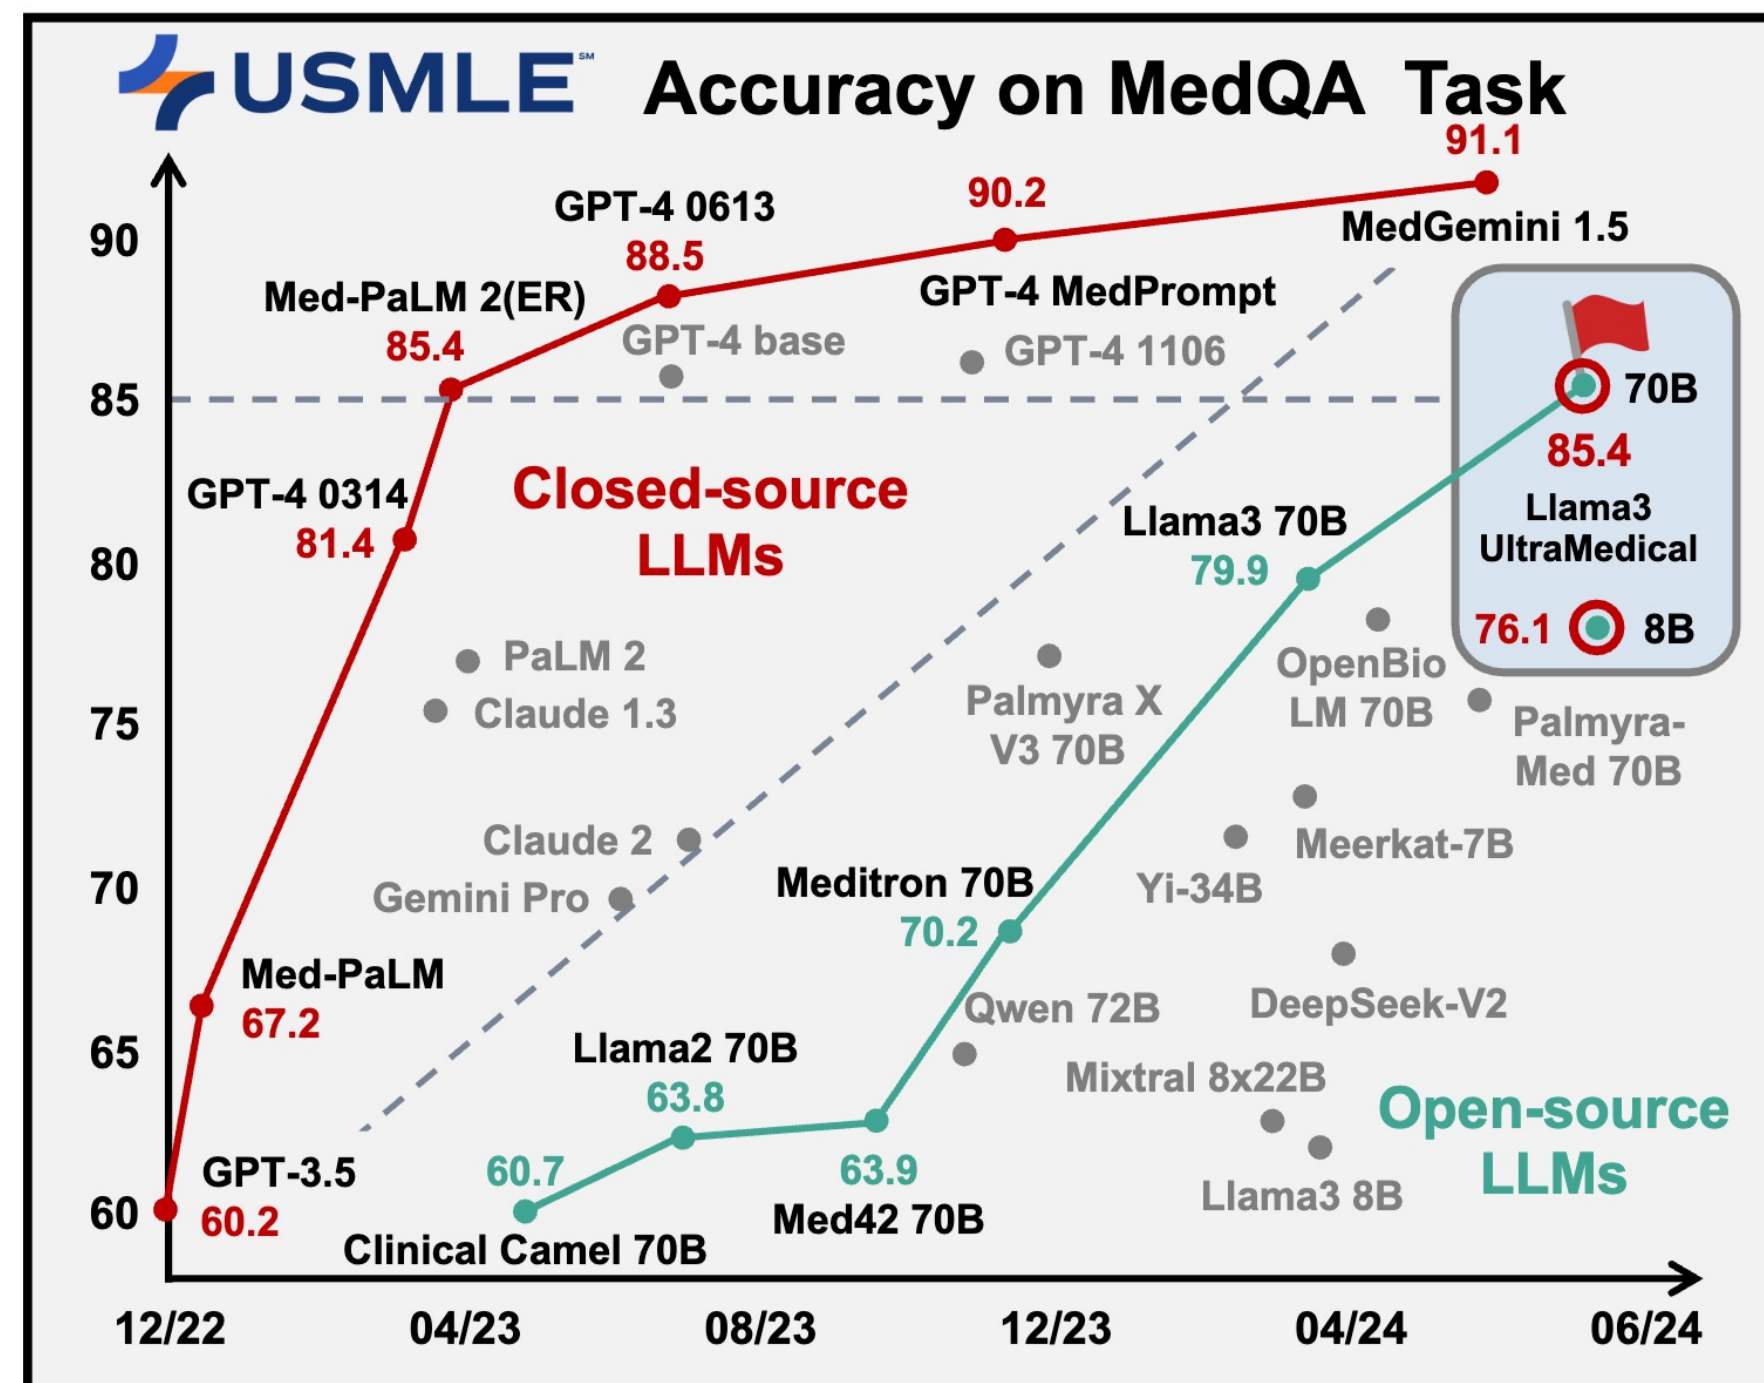 USMLE℠ Accuracy on MedQA Task
91.1
90.2
GPT-4 0613
88.5
MedGemini 1.5
90
Med-PaLM 2(ER)
85.4
GPT-4 MedPrompt
GPT-4 base
GPT-4 1106
85
70B
85.4
GPT-4 0314
81.4
Closed-source
LLMs
Llama3 70B
79.9
Llama3
UltraMedical
80
76.1
8B
PaLM 2
Claude 1.3
Palmyra X
V3 70B
OpenBio
LM 70B
75
Palmyra-
Med 70B
Claude 2
Gemini Pro
Meerkat-7B
Yi-34B
70
Meditron 70B
70.2
Med-PaLM
67.2
Qwen 72B
DeepSeek-V2
65
Llama2 70B
63.8
Mixtral 8x22B
Open-source
LLMs
GPT-3.5
60.2
60.7
63.9
Med42 70B
Llama3 8B
60
Clinical Camel 70B
12/22
04/23
08/23
12/23
04/24
06/24